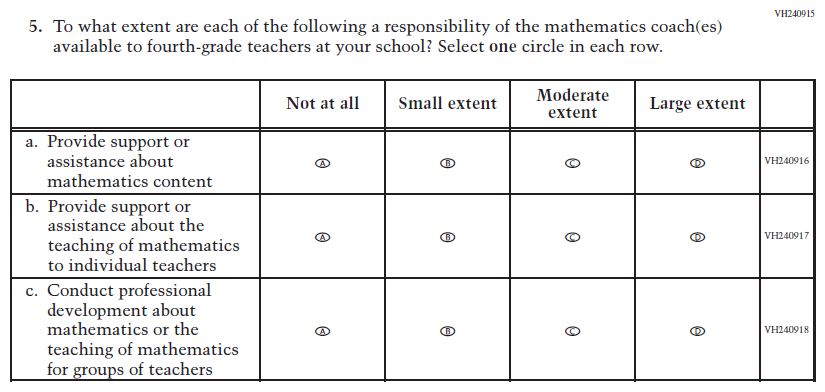 VH240915
5. To what extent are each of the following a responsibility of the mathematics coach(es)
available to fourth-grade teachers at your school? Select one circle in each row.
Not at all Small extent Moderate extent Large extent
a. Provide support or
assistance about
mathematics content
A B C D VH240916
b. Provide support or
assistance about the
teaching of mathematics
to individual teachers
A B C D VH240917
c. Conduct professional
development about
mathematics or the
teaching of mathematics
for groups of teachers
A B C D VH240918